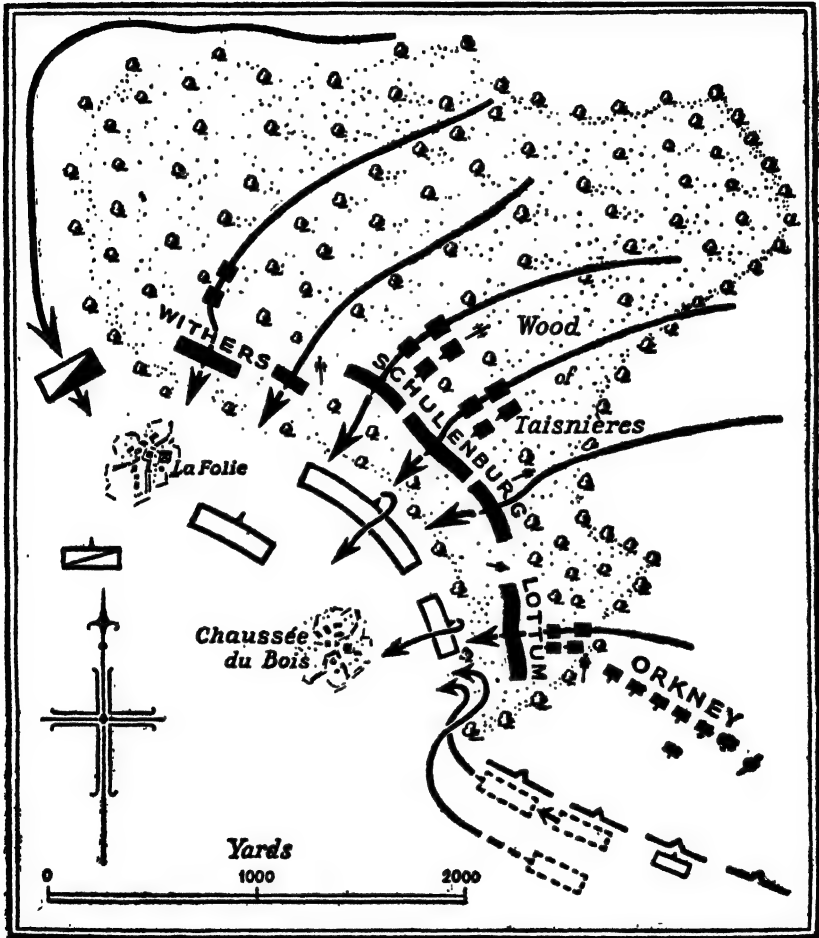 WITHERS
SCHULENBURG
Wood
of
Taisnières
La Folie
LOTTUM
Chaussée
du Bois
ORKNEY
Yards
0 1000 2000